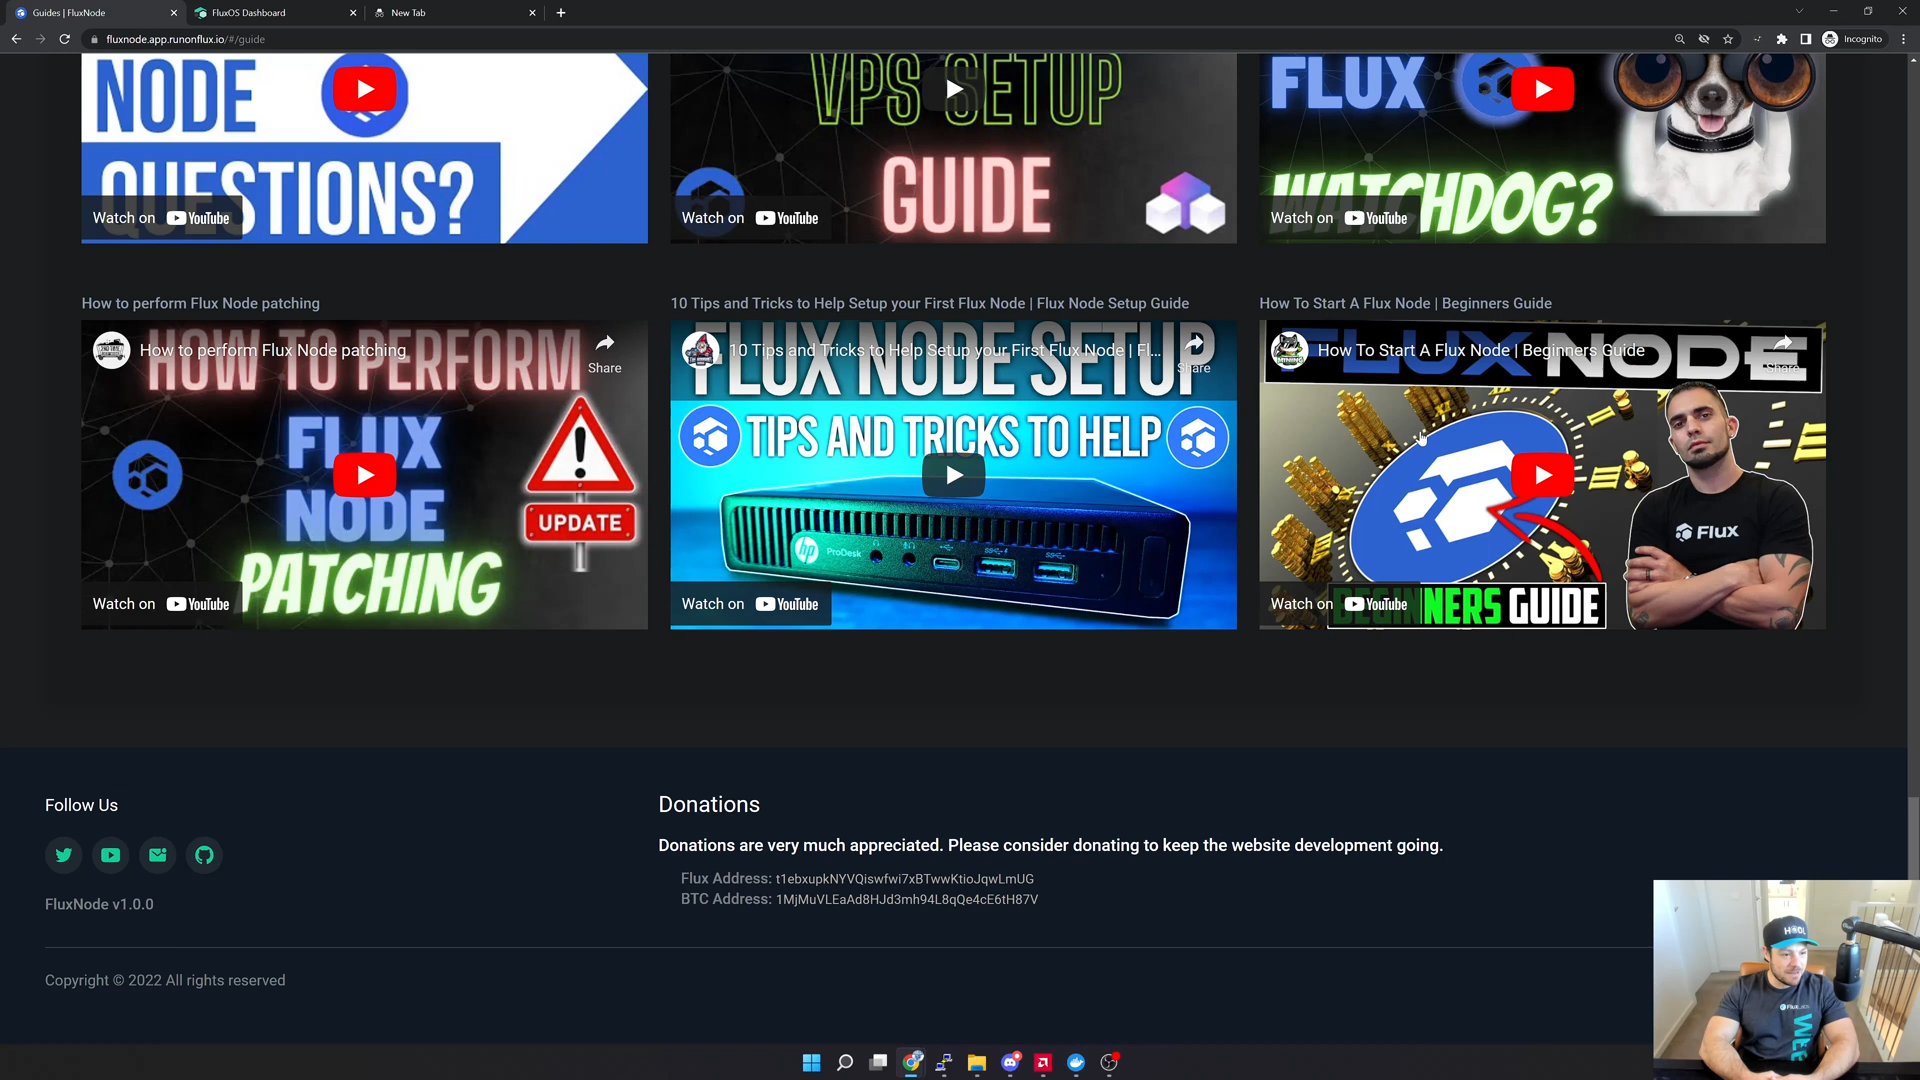 Guides | FluxNode
FluxOS Dashboard
New Tab
fluxnode.app.runonflux.io/#/guide
Incognito
NODE
QUESTIONS?
Watch on YouTube
VPS SETUP
GUIDE
Watch on YouTube
FLUX
WATCHDOG?
Watch on YouTube
How to perform Flux Node patching
10 Tips and Tricks to Help Setup your First Flux Node | Flux Node Setup Guide
How To Start A Flux Node | Beginners Guide
How to perform Flux Node patching
Share
HOW TO PERFORM
FLUX
NODE
PATCHING
UPDATE
Watch on YouTube
10 Tips and Tricks to Help Setup your First Flux Node | Fl...
Share
FLUX NODE SETUP
TIPS AND TRICKS TO HELP
hp ProDesk
Watch on YouTube
How To Start A Flux Node | Beginners Guide
Share
FLUX NODE
MINING
Flux
BEGINNERS GUIDE
Watch on YouTube
Follow Us
FluxNode v1.0.0
Donations
Donations are very much appreciated. Please consider donating to keep the website development going.
Flux Address: t1ebxupkNYVQiswfwi7xBTwwKtioJqwLmUG
BTC Address: 1MjMuVLEaAd8HJd3mh94L8qQe4cE6tH87V
Copyright © 2022 All rights reserved